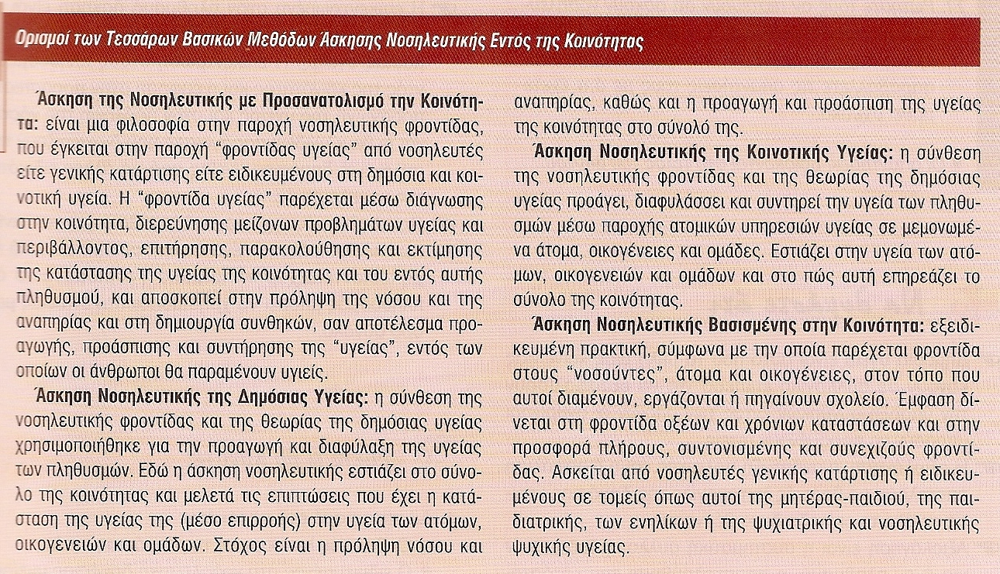 Ορισμοί των Τεσσάρων Βασικών Μεθόδων Άσκησης Νοσηλευτικής Εντός της Κοινότητας
Άσκηση της Νοσηλευτικής με Προσανατολισμό την Κοινότη-
τα: είναι μια φιλοσοφία στην παροχή νοσηλευτικής φροντίδας,
που έγκειται στην παροχή “φροντίδας υγείας” από νοσηλευτές
είτε γενικής κατάρτισης είτε ειδικευμένους στη δημόσια και κοι-
νοτική υγεία. Η “φροντίδα υγείας” παρέχεται μέσω διάγνωσης
στην κοινότητα, διερεύνησης μείζονων προβλημάτων υγείας και
περιβάλλοντος, επιτήρησης, παρακολούθησης και εκτίμησης
της κατάστασης της υγείας της κοινότητας και του εντός αυτής
πληθυσμού, και αποσκοπεί στην πρόληψη της νόσου και της
αναπηρίας και στη δημιουργία συνθηκών, σαν αποτέλεσμα προ-
αγωγής, προάσπισης και συντήρησης της “υγείας”, εντός των
οποίων οι άνθρωποι θα παραμένουν υγιείς.
Άσκηση Νοσηλευτικής της Δημόσιας Υγείας: η σύνθεση της
νοσηλευτικής φροντίδας και της θεωρίας της δημόσιας υγείας
χρησιμοποιήθηκε για την προαγωγή και διαφύλαξη της υγείας
των πληθυσμών. Εδώ η άσκηση νοσηλευτικής εστιάζει στο σύνο-
λο της κοινότητας και μελετά τις επιπτώσεις που έχει η κατά-
σταση της υγείας της (μέσο επιρροής) στην υγεία των ατόμων,
οικογενειών και ομάδων. Στόχος είναι η πρόληψη νόσου και
αναπηρίας, καθώς και η προαγωγή και προάσπιση της υγείας
της κοινότητας στο σύνολό της.
Άσκηση Νοσηλευτικής της Κοινοτικής Υγείας: η σύνθεση
της νοσηλευτικής φροντίδας και της θεωρίας της δημόσιας
υγείας προάγει, διαφυλάσσει και συντηρεί την υγεία των πληθυ-
σμών μέσω παροχής ατομικών υπηρεσιών υγείας σε μεμονωμέ-
να άτομα, οικογένειες και ομάδες. Εστιάζει στην υγεία των ατό-
μων, οικογενειών και ομάδων και στο πώς αυτή επηρεάζει το
σύνολο της κοινότητας.
Άσκηση Νοσηλευτικής Βασισμένης στην Κοινότητα: εξειδι-
κευμένη πρακτική, σύμφωνα με την οποία παρέχεται φροντίδα
στους “νοσούντες”, άτομα και οικογένειες, στον τόπο που
αυτοί διαμένουν, εργάζονται ή πηγαίνουν σχολείο. Έμφαση δί-
νεται στη φροντίδα οξέων και χρόνιων καταστάσεων και στην
προσφορά πλήρους, συντονισμένης και συνεχιζούς φροντί-
δας. Ασκείται από νοσηλευτές γενικής κατάρτισης ή ειδικευ-
μένους σε τομείς όπως αυτοί της μητέρας-παιδιού, της παι-
διατρικής, των ενηλίκων ή της ψυχιατρικής και νοσηλευτικής
ψυχικής υγείας.